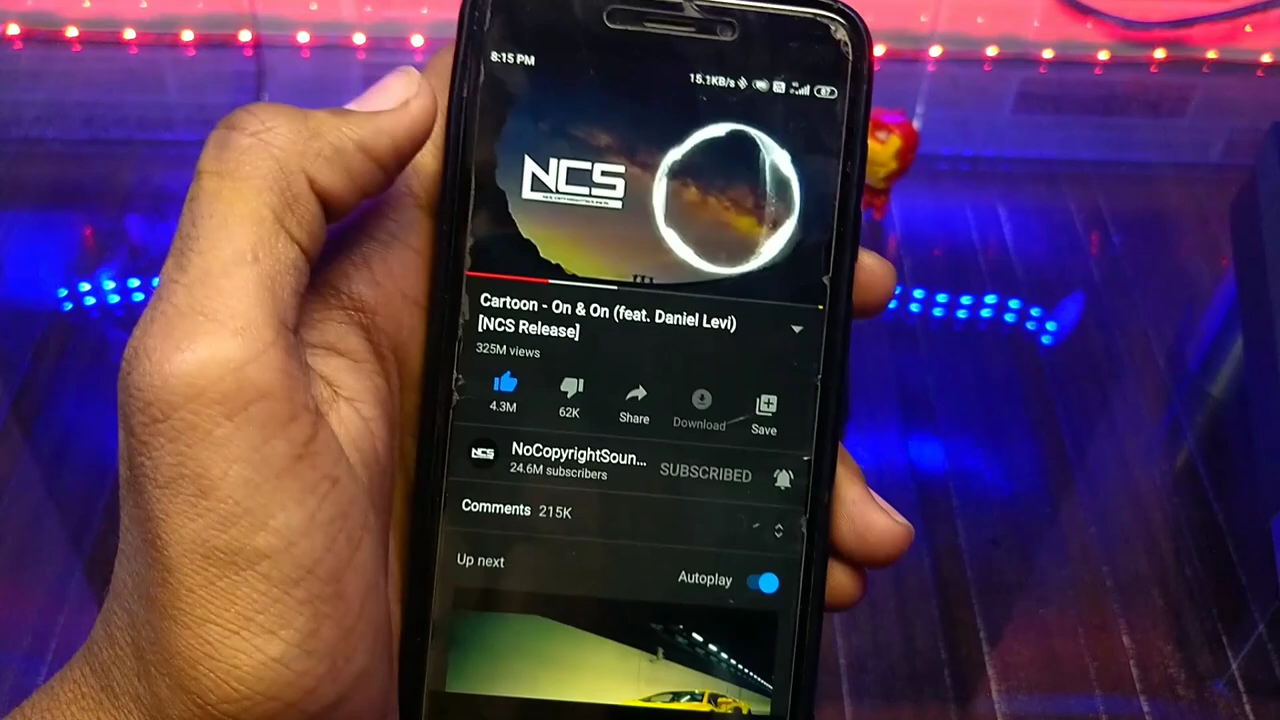 8:15 PM
15.1KB/s
67
NCS
Cartoon - On & On (feat. Daniel Levi)
[NCS Release]
325M views
4.3M
62K
Share
Download
Save
NCS
NoCopyrightSoun...
24.6M subscribers
SUBSCRIBED
Comments 215K
Up next
Autoplay